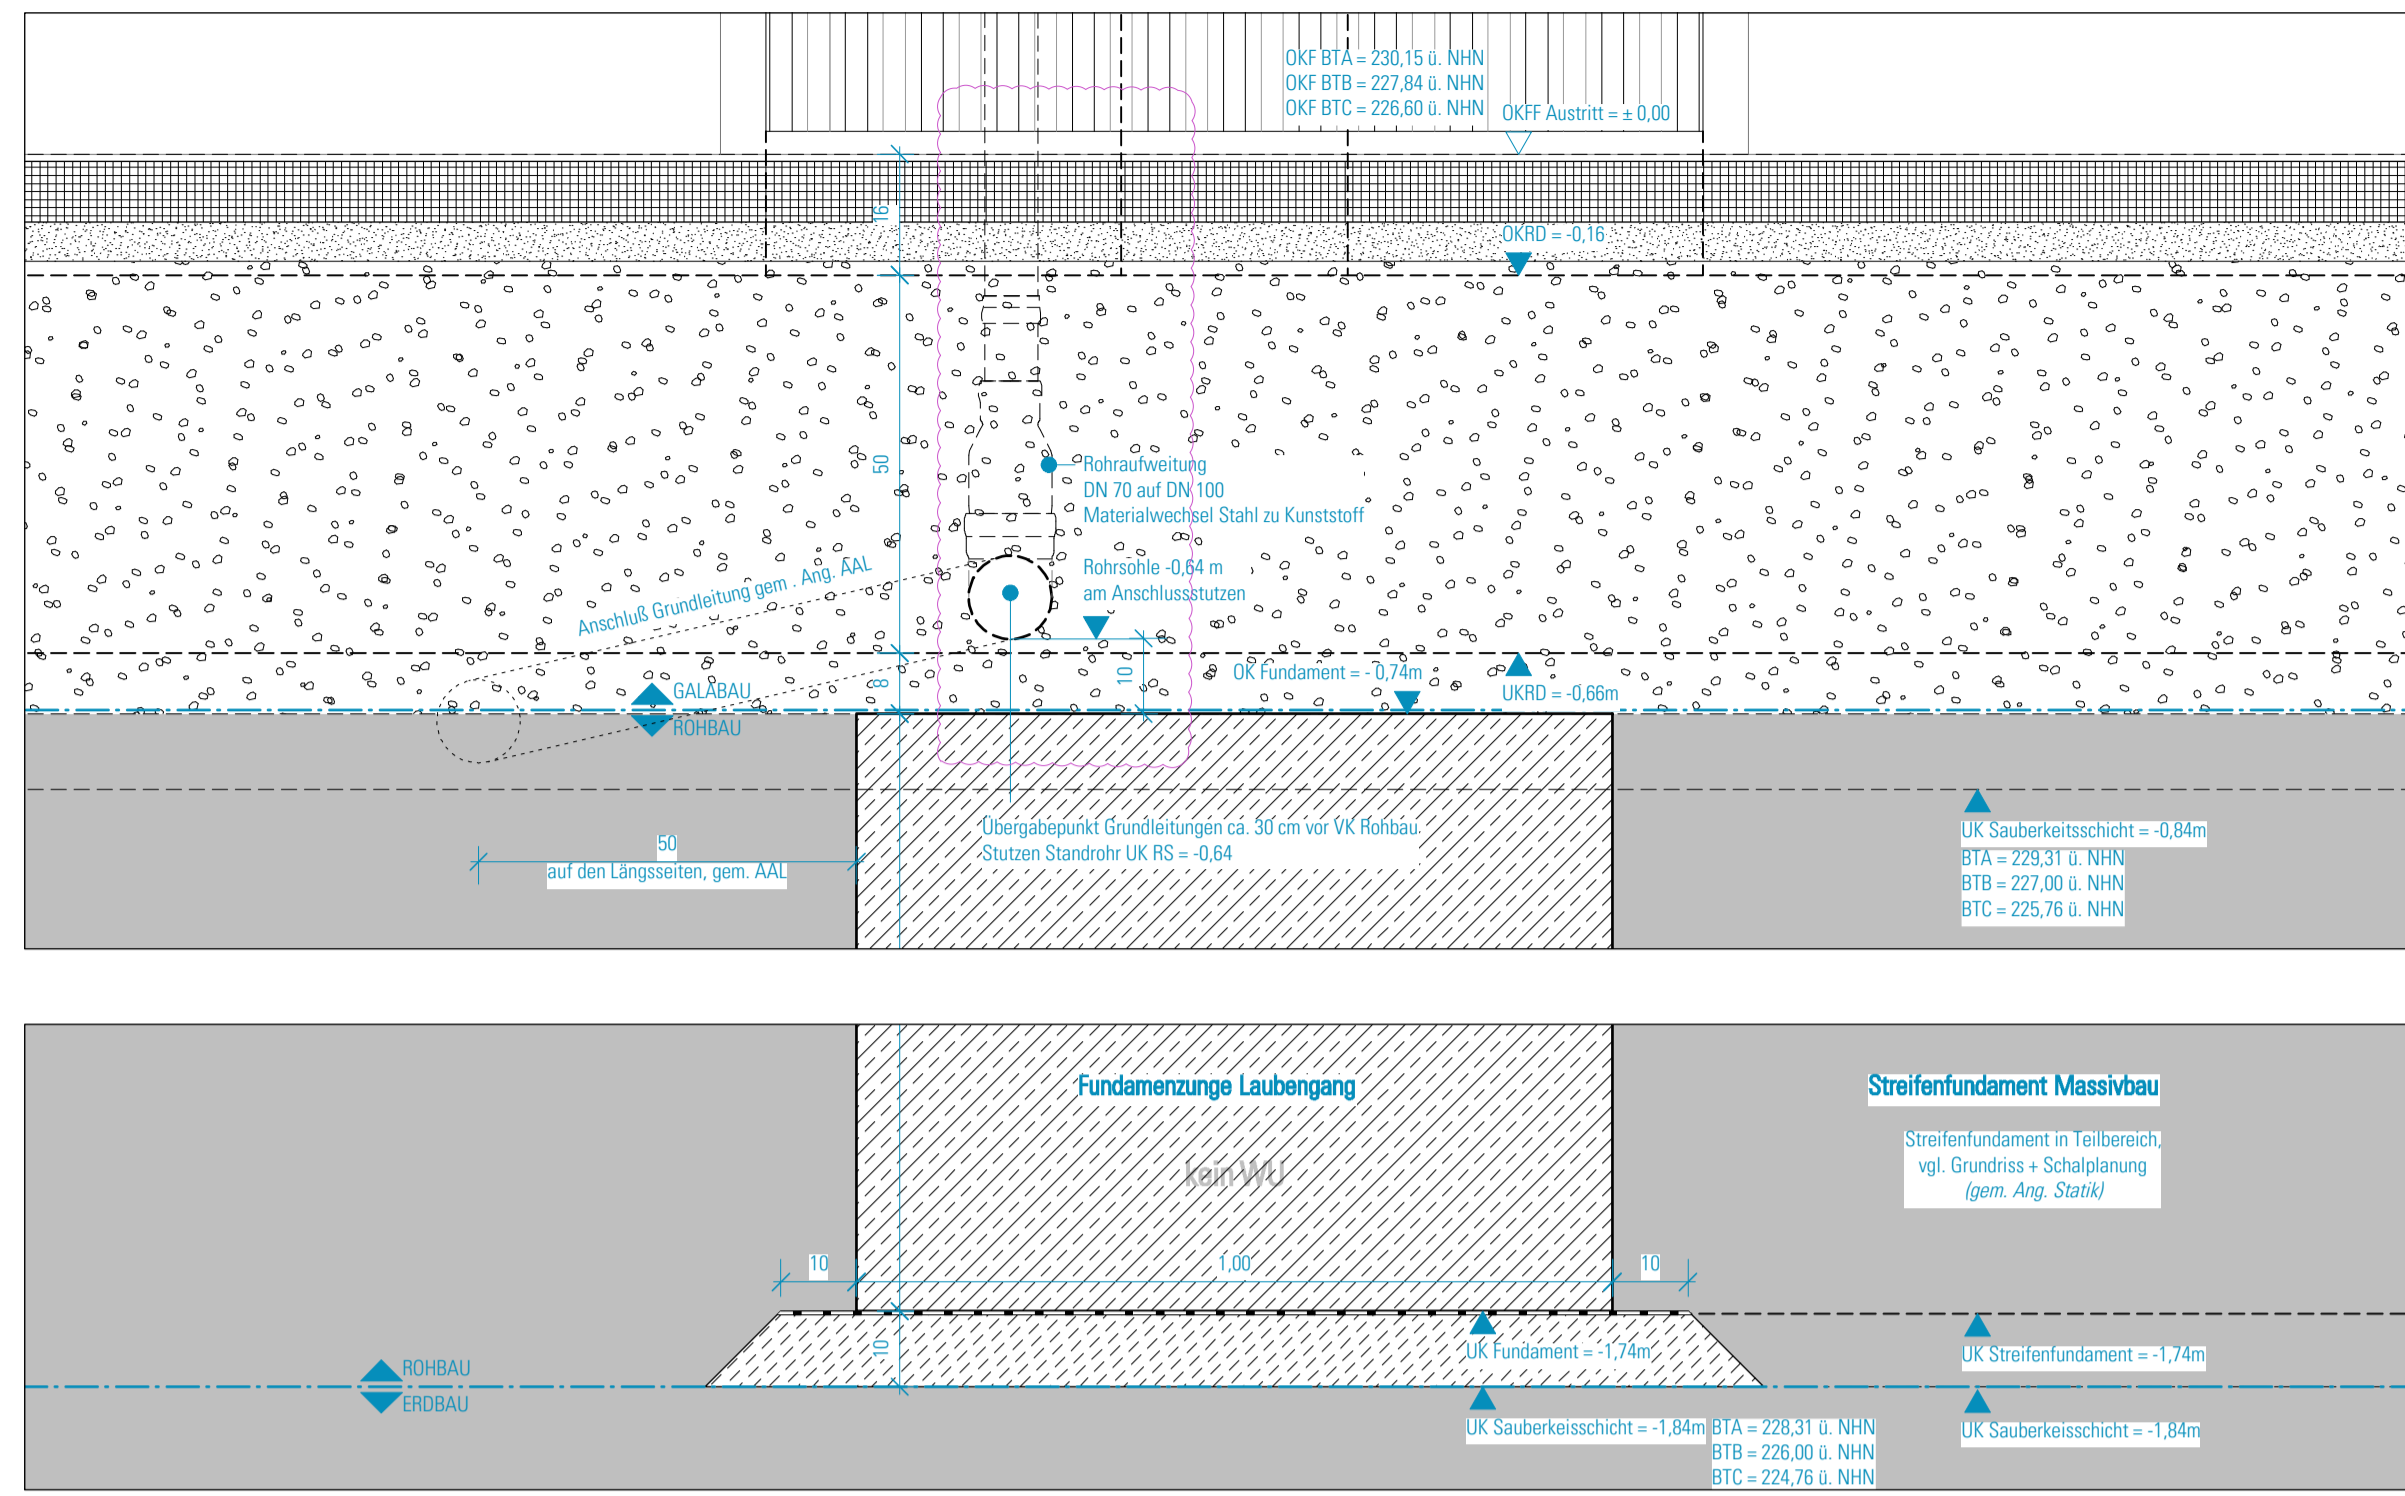 OKF BTA = 230,15 ü. NHN
OKF BTB = 227,84 ü. NHN
OKF BTC = 226,60 ü. NHN
OKFF Austritt = ± 0,00
16
OKRD = -0,16
50
Rohraufweitung
DN 70 auf DN 100
Materialwechsel Stahl zu Kunststoff
Anschluß Grundleitung gem . Ang. AAL
Rohrsohle -0,64 m
am Anschlussstutzen
10
8
OK Fundament = - 0,74m
UKRD = -0,66m
GALABAU
ROHBAU
50
auf den Längsseiten, gem. AAL
Übergabepunkt Grundleitungen ca. 30 cm vor VK Rohbau
Stutzen Standrohr UK RS = -0,64
UK Sauberkeitsschicht = -0,84m
BTA = 229,31 ü. NHN
BTB = 227,00 ü. NHN
BTC = 225,76 ü. NHN
Fundamenzunge Laubengang
Streifenfundament Massivbau
Streifenfundament in Teilbereich,
vgl. Grundriss + Schalplanung
(gem. Ang. Statik)
kein WU
10
1,00
10
10
UK Fundament = -1,74m
UK Streifenfundament = -1,74m
ROHBAU
ERDBAU
UK Sauberkeisschicht = -1,84m
BTA = 228,31 ü. NHN
BTB = 226,00 ü. NHN
BTC = 224,76 ü. NHN
UK Sauberkeisschicht = -1,84m